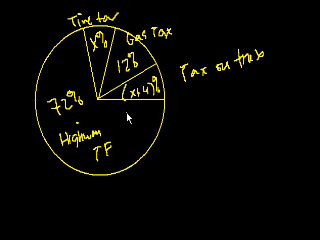 Tire tax
x%
Gas Tax
12%
(x+4)%
72%
Tax on trucks
Highway
TF